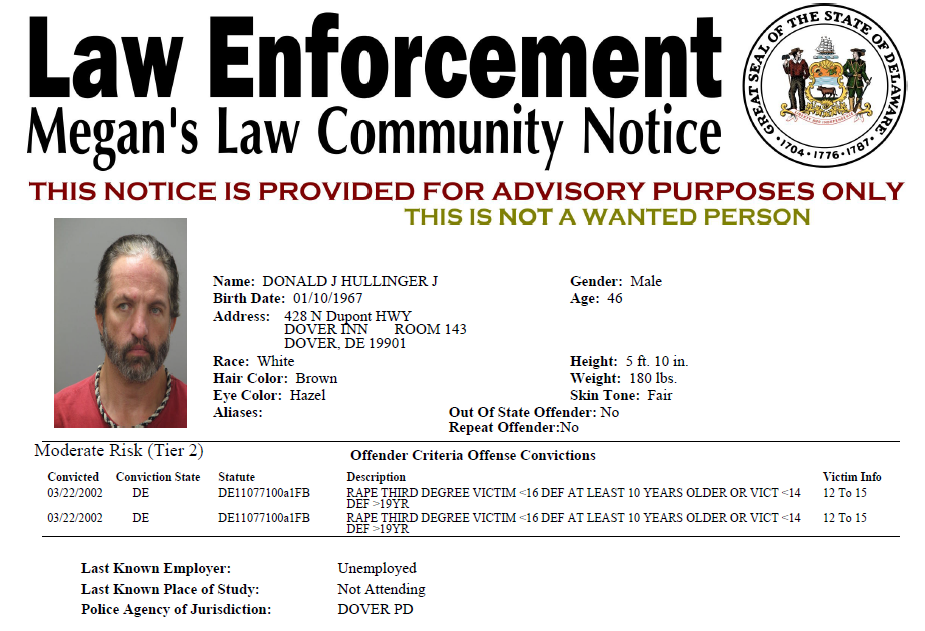 Law Enforcement
Megan's Law Community Notice
GREAT SEAL OF THE STATE OF DELAWARE
1704 · 1776 · 1787
THIS NOTICE IS PROVIDED FOR ADVISORY PURPOSES ONLY
THIS IS NOT A WANTED PERSON
Name: DONALD J HULLINGER J
Gender: Male
Birth Date: 01/10/1967
Age: 46
Address: 428 N Dupont HWY
DOVER INN ROOM 143
DOVER, DE 19901
Race: White
Height: 5 ft. 10 in.
Hair Color: Brown
Weight: 180 lbs.
Eye Color: Hazel
Skin Tone: Fair
Aliases:
Out Of State Offender: No
Repeat Offender:No
Moderate Risk (Tier 2)
Offender Criteria Offense Convictions
Convicted Conviction State Statute Description Victim Info
03/22/2002 DE DE11077100a1FB RAPE THIRD DEGREE VICTIM <16 DEF AT LEAST 10 YEARS OLDER OR VICT <14 12 To 15
DEF >19YR
03/22/2002 DE DE11077100a1FB RAPE THIRD DEGREE VICTIM <16 DEF AT LEAST 10 YEARS OLDER OR VICT <14 12 To 15
DEF >19YR
Last Known Employer: Unemployed
Last Known Place of Study: Not Attending
Police Agency of Jurisdiction: DOVER PD